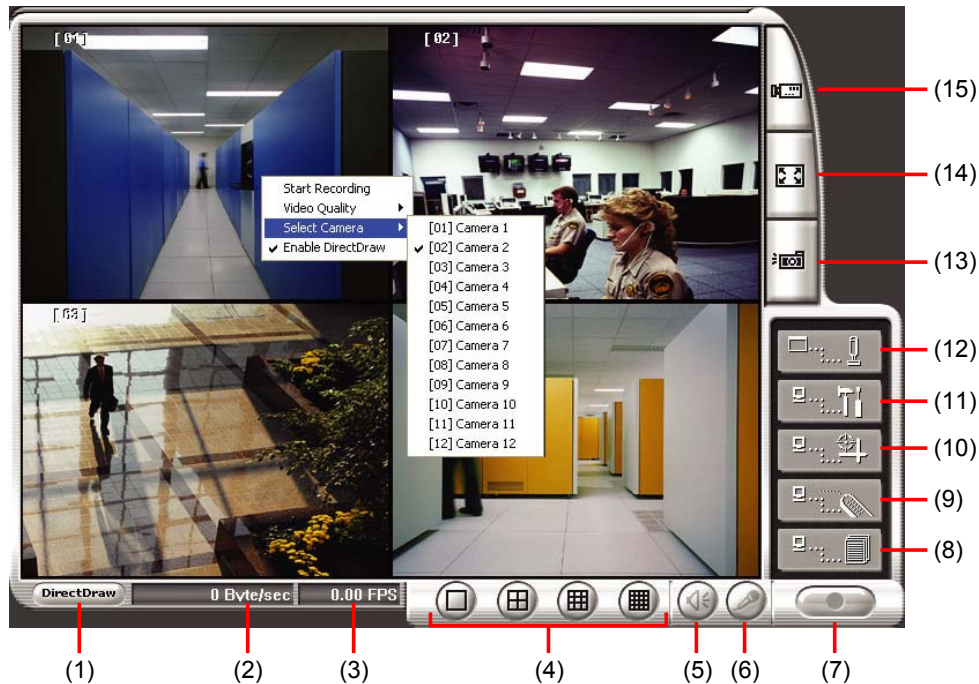 [01]
[02]
Start Recording
Video Quality
Select Camera
Enable DirectDraw
[01] Camera 1
[02] Camera 2
[03] Camera 3
[04] Camera 4
[05] Camera 5
[06] Camera 6
[07] Camera 7
[08] Camera 8
[09] Camera 9
[10] Camera 10
[11] Camera 11
[12] Camera 12
[03]
(15)
(14)
(13)
(12)
(11)
(10)
(9)
(8)
DirectDraw
0 Byte/sec
0.00 FPS
(1)
(2)
(3)
(4)
(5)
(6)
(7)